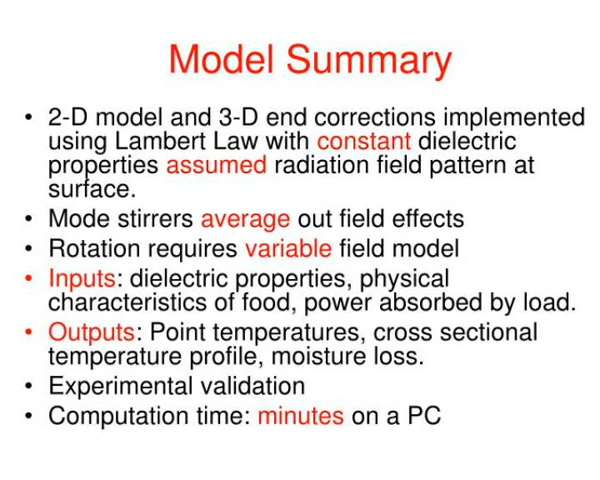 Model Summary
• 2-D model and 3-D end corrections implemented
using Lambert Law with constant dielectric
properties assumed radiation field pattern at
surface.
• Mode stirrers average out field effects
• Rotation requires variable field model
• Inputs: dielectric properties, physical
characteristics of food, power absorbed by load.
• Outputs: Point temperatures, cross sectional
temperature profile, moisture loss.
• Experimental validation
• Computation time: minutes on a PC